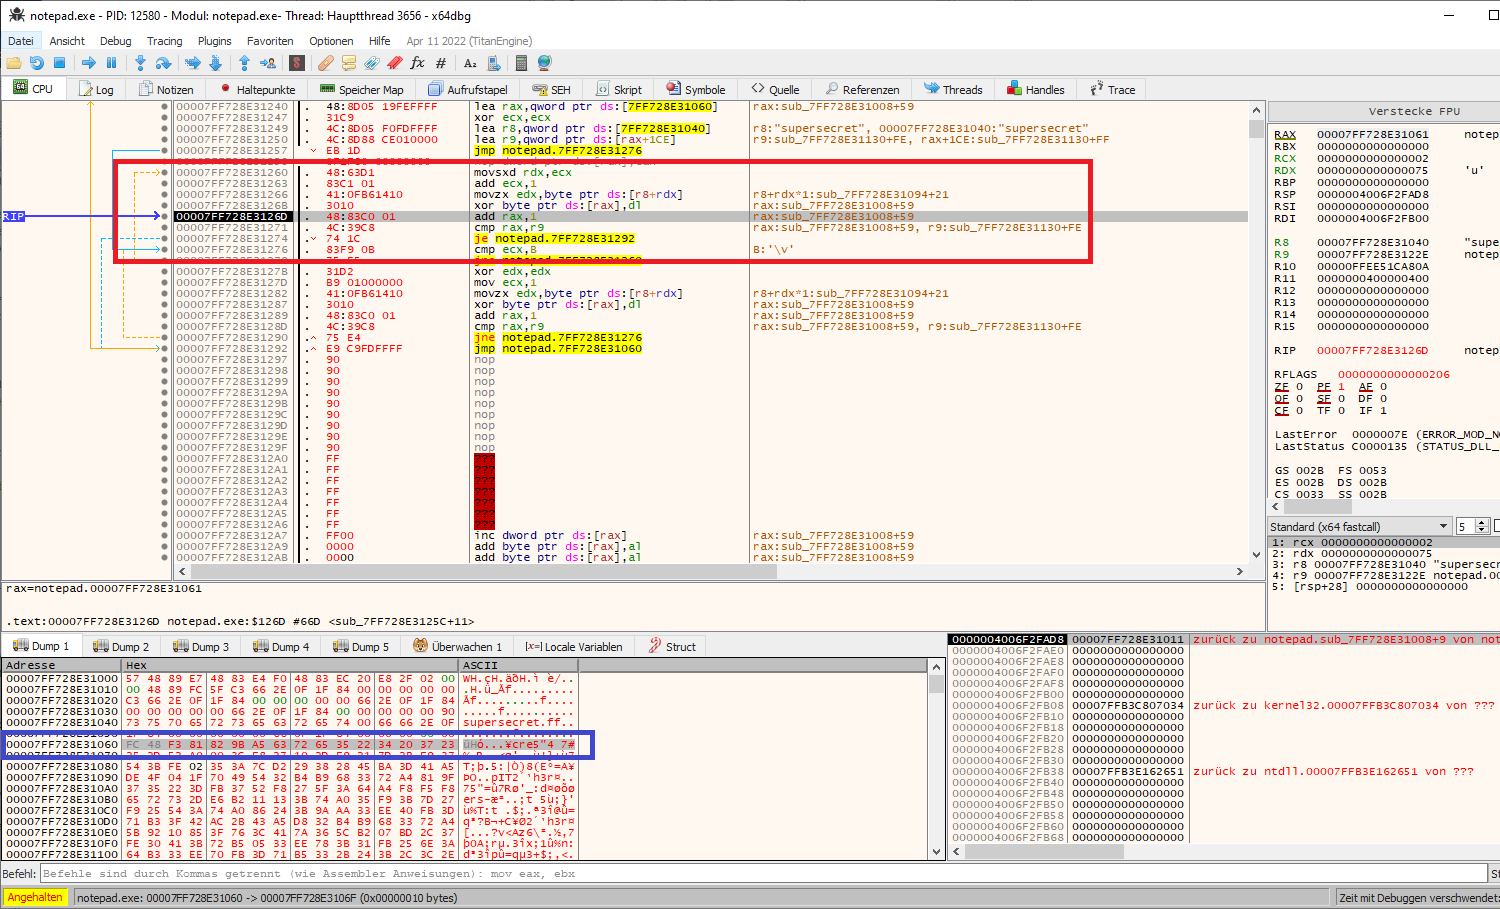 notepad.exe - PID: 12580 - Modul: notepad.exe- Thread: Hauptthread 3656 - x64dbg
Datei Ansicht Debug Tracing Plugins Favoriten Optionen Hilfe Apr 11 2022 (TitanEngine)
CPU Log Notizen Haltepunkte Speicher Map Aufrufstapel SEH Skript Symbole Quelle Referenzen Threads Handles Trace
00007FF728E31240 . 48:8D05 19FEFFFF lea rax,qword ptr ds:[7FF728E31060] rax:sub_7FF728E31008+59
00007FF728E31247 . 31C9 xor ecx,ecx
00007FF728E31249 . 4C:8D05 F0FDFFFF lea r8,qword ptr ds:[7FF728E31040] r8:"supersecret", 00007FF728E31040:"supersecret"
00007FF728E31250 . 4C:8D88 CE010000 lea r9,qword ptr ds:[rax+1CE] r9:sub_7FF728E31130+FE, rax+1CE:sub_7FF728E31130+FF
00007FF728E31257 . EB 1D jmp notepad.7FF728E31276
00007FF728E31260 . 48:63D1 movsxd rdx,ecx
00007FF728E31263 . 83C1 01 add ecx,1
00007FF728E31266 . 41:0FB61410 movzx edx,byte ptr ds:[r8+rdx] r8+rdx*1:sub_7FF728E31094+21
00007FF728E3126B . 3010 xor byte ptr ds:[rax],dl rax:sub_7FF728E31008+59
RIP 00007FF728E3126D . 48:83C0 01 add rax,1 rax:sub_7FF728E31008+59
00007FF728E31271 . 4C:39C8 cmp rax,r9 rax:sub_7FF728E31008+59, r9:sub_7FF728E31130+FE
00007FF728E31274 . 74 1C je notepad.7FF728E31292
00007FF728E31276 . 83F9 0B cmp ecx,B B:'\v'
00007FF728E3127B . 31D2 xor edx,edx
00007FF728E3127D . B9 01000000 mov ecx,1
00007FF728E31282 . 41:0FB61410 movzx edx,byte ptr ds:[r8+rdx] r8+rdx*1:sub_7FF728E31094+21
00007FF728E31287 . 3010 xor byte ptr ds:[rax],dl rax:sub_7FF728E31008+59
00007FF728E31289 . 48:83C0 01 add rax,1 rax:sub_7FF728E31008+59
00007FF728E3128D . 4C:39C8 cmp rax,r9 rax:sub_7FF728E31008+59, r9:sub_7FF728E31130+FE
00007FF728E31290 . 75 E4 jne notepad.7FF728E31276
00007FF728E31292 . E9 C9FDFFFF jmp notepad.7FF728E31060
00007FF728E31297 . 90 nop
00007FF728E31298 . 90 nop
00007FF728E31299 . 90 nop
00007FF728E3129A . 90 nop
00007FF728E3129B . 90 nop
00007FF728E3129C . 90 nop
00007FF728E3129D . 90 nop
00007FF728E3129E . 90 nop
00007FF728E3129F . 90 nop
00007FF728E312A0 . FF ???
00007FF728E312A1 . FF ???
00007FF728E312A2 . FF ???
00007FF728E312A3 . FF ???
00007FF728E312A4 . FF ???
00007FF728E312A5 . FF ???
00007FF728E312A6 . FF ???
00007FF728E312A7 . FF00 inc dword ptr ds:[rax] rax:sub_7FF728E31008+59
00007FF728E312A9 . 0000 add byte ptr ds:[rax],al rax:sub_7FF728E31008+59
00007FF728E312AB . 0000 add byte ptr ds:[rax],al rax:sub_7FF728E31008+59
Verstecke FPU
RAX 00007FF728E31061 notep
RBX 0000000000000000
RCX 0000000000000002
RDX 0000000000000075 'u'
RBP 0000000000000000
RSP 0000004006F2FAD8
RSI 0000000000000000
RDI 0000004006F2FB00
R8 00007FF728E31040 "supe
R9 00007FF728E3122E notep
R10 00000FFEE51CA80A
R11 0000000000400400
R12 0000000000000000
R13 0000000000000000
R14 0000000000000000
R15 0000000000000000
RIP 00007FF728E3126D notep
RFLAGS 0000000000000206
ZF 0 PF 1 AF 0
OF 0 SF 0 DF 0
CF 0 TF 0 IF 1
LastError 0000007E (ERROR_MOD_NO
LastStatus C0000135 (STATUS_DLL_
GS 002B FS 0053
ES 002B DS 002B
CS 0033 SS 002B
Standard (x64 fastcall) 5
1: rcx 0000000000000002
2: rdx 0000000000000075
3: r8 00007FF728E31040 "supersecr
4: r9 00007FF728E3122E notepad.00
5: [rsp+28] 0000000000000000
rax=notepad.00007FF728E31061
.text:00007FF728E3126D notepad.exe:$126D #66D <sub_7FF728E3125C+11>
Dump 1 Dump 2 Dump 3 Dump 4 Dump 5 Überwachen 1 [x=] Locale Variablen Struct
Adresse Hex ASCII
00007FF728E31000 57 48 89 E7 48 83 E4 F0 48 83 EC 20 E8 2F 02 00 WH.çH.äðH.ì è/..
00007FF728E31010 00 48 89 FC 5F C3 66 2E 0F 1F 84 00 00 00 00 00 .H.ü_Ãf.........
00007FF728E31020 C3 66 2E 0F 1F 84 00 00 00 00 00 66 2E 0F 1F 84 Ãf.........f....
00007FF728E31030 00 00 00 00 00 66 2E 0F 1F 84 00 00 00 00 00 90 .....f..........
00007FF728E31040 73 75 70 65 72 73 65 63 72 65 74 00 66 66 2E 0F supersecret.ff..
00007FF728E31060 FC 48 F3 81 82 9B A5 63 72 65 35 22 34 20 37 23 üHó...¥cre5"4 7#
00007FF728E31080 54 3B FE 02 35 3A 7C D2 29 38 28 45 BA 3D 41 A5 T;þ.5:|Ò)8(Eº=A¥
00007FF728E31090 DE 4F 04 1F 70 49 54 32 B4 B9 68 33 72 A4 81 9F
00007FF728E310A0 37 35 22 3D FB 37 52 F8 27 5F 3A 64 A4 F8 F5 F8
00007FF728E310B0 65 72 73 2D E6 B2 11 13 3B 74 A0 35 F9 3B 7D 27
00007FF728E310C0 F9 25 54 3A 74 A0 86 24 3B 9A AA 33 EE 40 FB 3D
00007FF728E310D0 71 B3 3F 42 AC 2B 43 A5 D8 32 B4 B9 68 33 72 A4
00007FF728E310E0 5B 92 10 85 3F 76 3C 41 7A 36 5C B2 07 BD 2C 37
00007FF728E310F0 FE 30 41 3B 72 B5 05 33 EE 78 3B 31 FB 25 6E 3A
00007FF728E31100 64 B3 33 EE 70 FB 3D 71 B5 33 2B 24 3B 2C 3C 2E
0000004006F2FAD8 00007FF728E31011 zurück zu notepad.sub_7FF728E31008+9 von not
0000004006F2FAE0 0000000000000000
0000004006F2FAE8 0000000000000000
0000004006F2FAF0 0000000000000000
0000004006F2FAF8 0000000000000000
0000004006F2FB00 0000000000000000
0000004006F2FB08 00007FFB3C807034 zurück zu kernel32.00007FFB3C807034 von ???
0000004006F2FB10 0000000000000000
0000004006F2FB18 0000000000000000
0000004006F2FB20 0000000000000000
0000004006F2FB28 0000000000000000
0000004006F2FB30 0000000000000000
0000004006F2FB38 00007FFB3E162651 zurück zu ntdll.00007FFB3E162651 von ???
0000004006F2FB40 0000000000000000
0000004006F2FB48 0000000000000000
0000004006F2FB50 0000000000000000
0000004006F2FB58 0000000000000000
0000004006F2FB60 0000000000000000
0000004006F2FB68 0000000000000000
Befehl: Befehle sind durch Kommas getrennt (wie Assembler Anweisungen): mov eax, ebx
Angehalten notepad.exe: 00007FF728E31060 -> 00007FF728E3106F (0x00000010 bytes) Zeit mit Debuggen verschwendet: